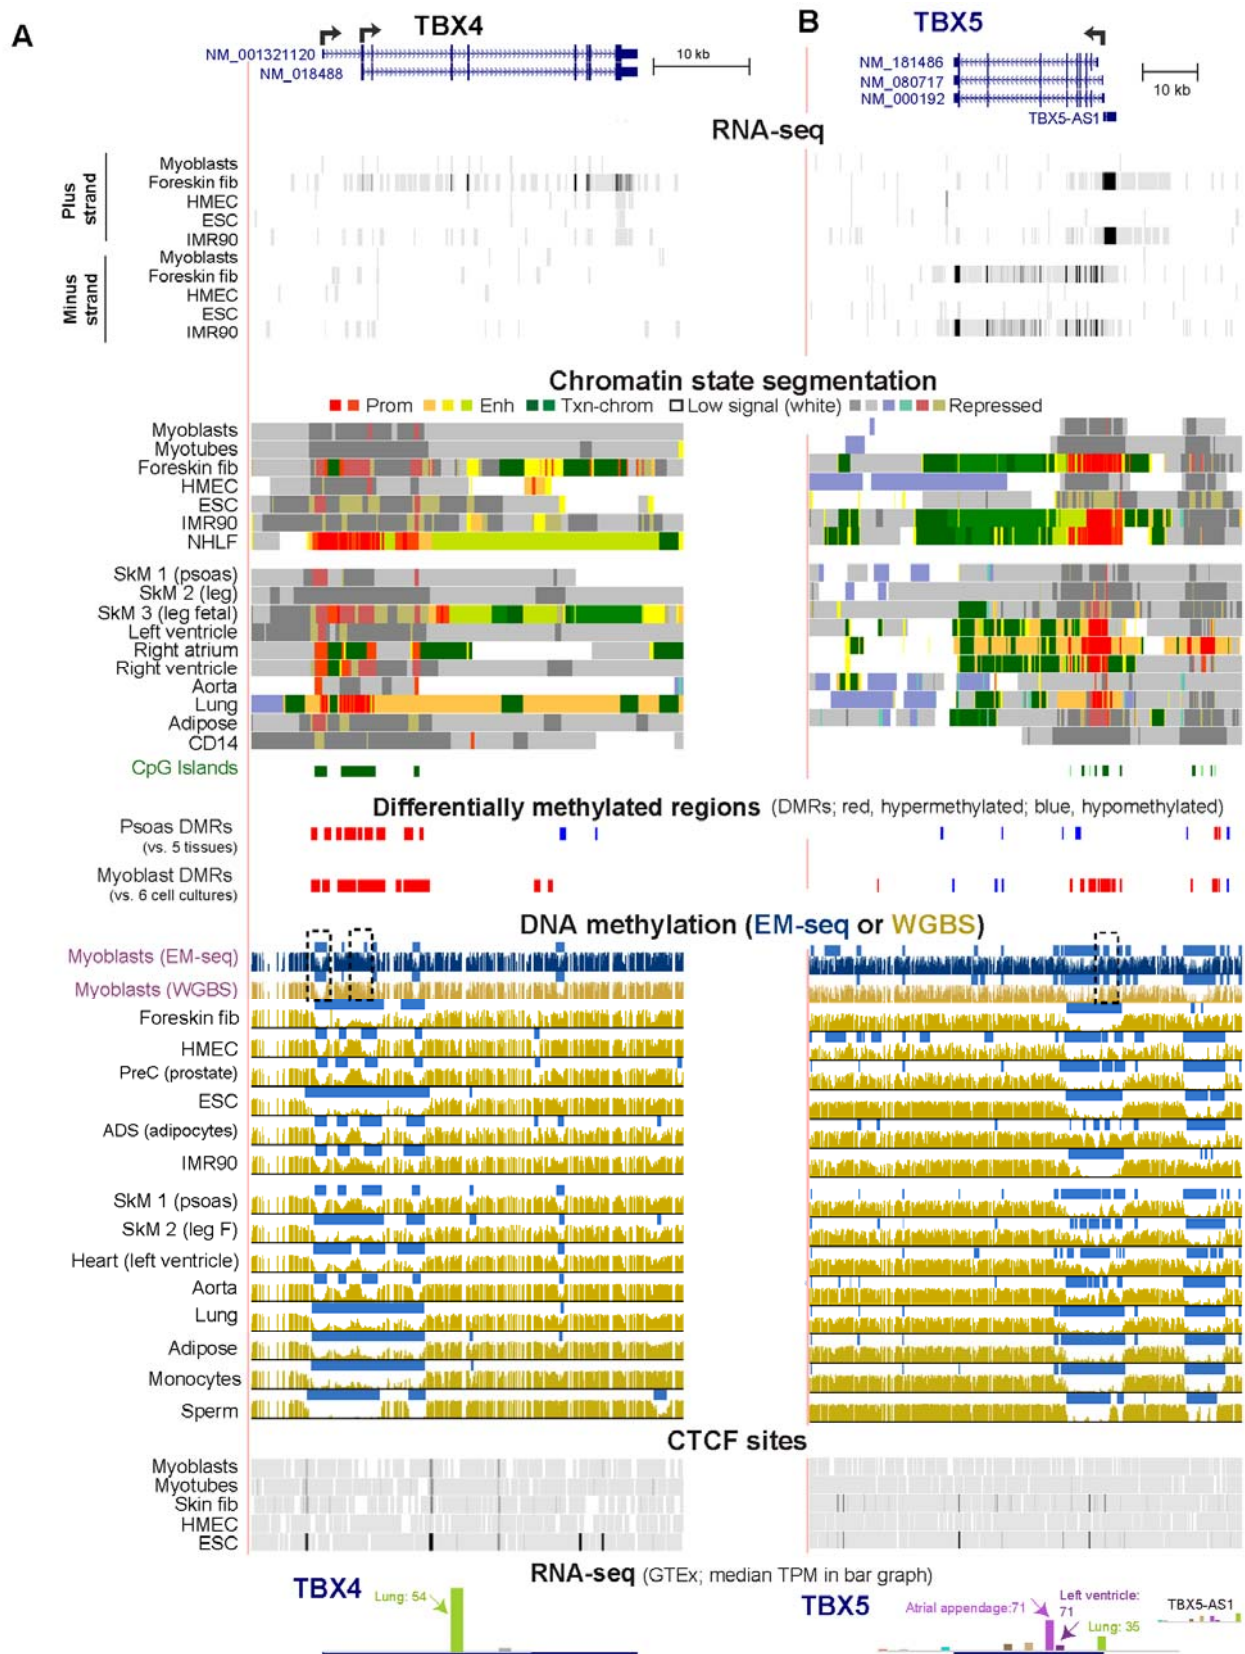 A
TBX4
NM_001321120
NM_018488
10 kb
B
TBX5
NM_181486
NM_080717
NM_000192
TBX5-AS1
10 kb
RNA-seq
Plus strand
Myoblasts
Foreskin fib
HMEC
ESC
IMR90
Minus strand
Myoblasts
Foreskin fib
HMEC
ESC
IMR90
Chromatin state segmentation
Prom Enh Txn-chrom Low signal (white) Repressed
Myoblasts
Myotubes
Foreskin fib
HMEC
ESC
IMR90
NHLF
SkM 1 (psoas)
SkM 2 (leg)
SkM 3 (leg fetal)
Left ventricle
Right atrium
Right ventricle
Aorta
Lung
Adipose
CD14
CpG Islands
Differentially methylated regions (DMRs; red, hypermethylated; blue, hypomethylated)
Psoas DMRs
(vs. 5 tissues)
Myoblast DMRs
(vs. 6 cell cultures)
DNA methylation (EM-seq or WGBS)
Myoblasts (EM-seq)
Myoblasts (WGBS)
Foreskin fib
HMEC
PreC (prostate)
ESC
ADS (adipocytes)
IMR90
SkM 1 (psoas)
SkM 2 (leg F)
Heart (left ventricle)
Aorta
Lung
Adipose
Monocytes
Sperm
CTCF sites
Myoblasts
Myotubes
Skin fib
HMEC
ESC
RNA-seq (GTEx; median TPM in bar graph)
TBX4
Lung: 54
TBX5
Atrial appendage:71
Left ventricle:
71
Lung: 35
TBX5-AS1